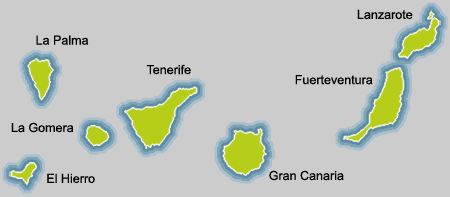 Lanzarote
La Palma
Tenerife
Fuerteventura
La Gomera
El Hierro
Gran Canaria